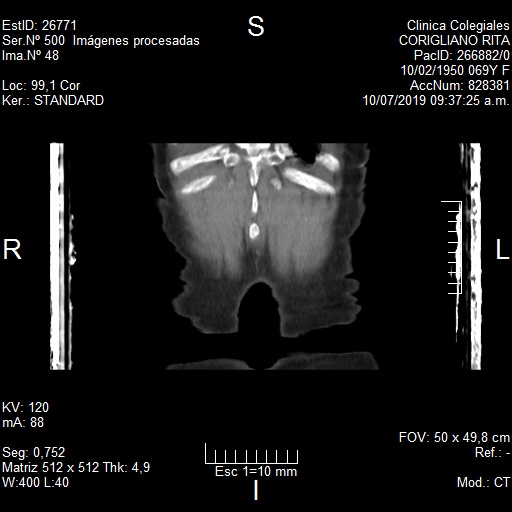 EstID: 26771
Ser.Nº 500  Imágenes procesadas
Ima.Nº 48
Loc: 99,1 Cor
Ker.: STANDARD
S
Clinica Colegiales
CORIGLIANO RITA
PacID: 266882/0
10/02/1950 069Y F
AccNum: 828381
10/07/2019 09:37:25 a.m.
R
L
KV: 120
mA: 88
Seg: 0,752
Matriz 512 x 512 Thk: 4,9
W:400 L:40
Esc 1=10 mm
I
FOV: 50 x 49,8 cm
Ref.: -
Mod.: CT